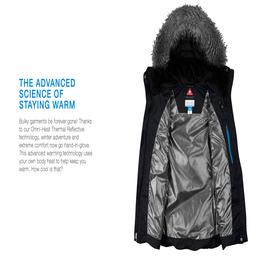 THE ADVANCED
SCIENCE OF
STAYING WARM
Bulky garments be forever gone! Thanks
to our Omni-Heat Thermal Reflective
technology, winter adventure and
extreme comfort now go hand-in-glove.
This advanced warming technology uses
your own body heat to help keep you
warm. How cool is that?